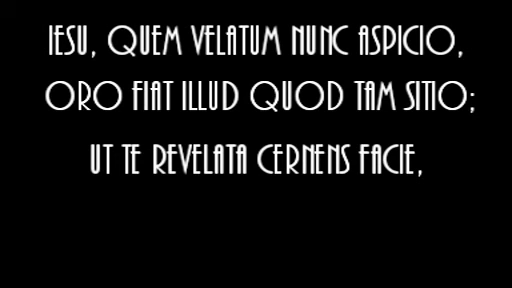 IESU, QUEM VELATUM NUNC ASPICIO,
ORO FIAT ILLUD QUOD TAM SITIO;
UT TE REVELATA CERNENS FACIE,